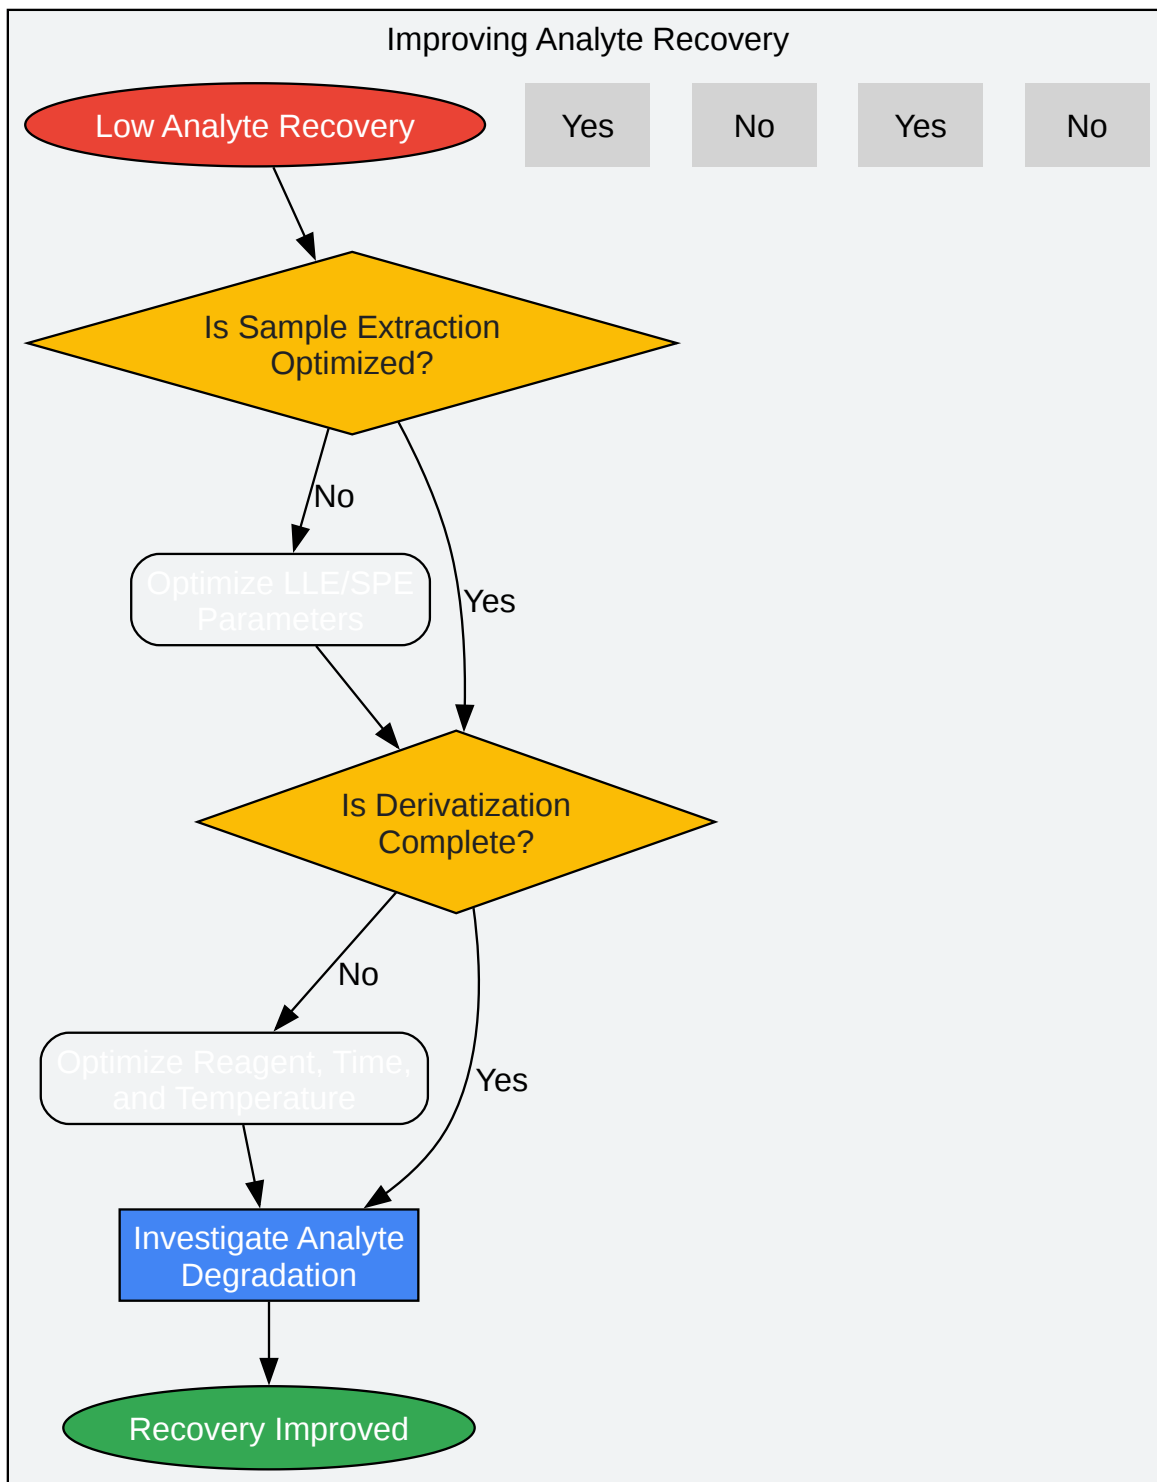 Improving Analyte Recovery
Low Analyte Recovery
Yes
No
Yes
No
Is Sample Extraction
Optimized?
No
Optimize LLE/SPE
Parameters
Yes
Is Derivatization
Complete?
No
Optimize Reagent, Time,
and Temperature
Yes
Investigate Analyte
Degradation
Recovery Improved